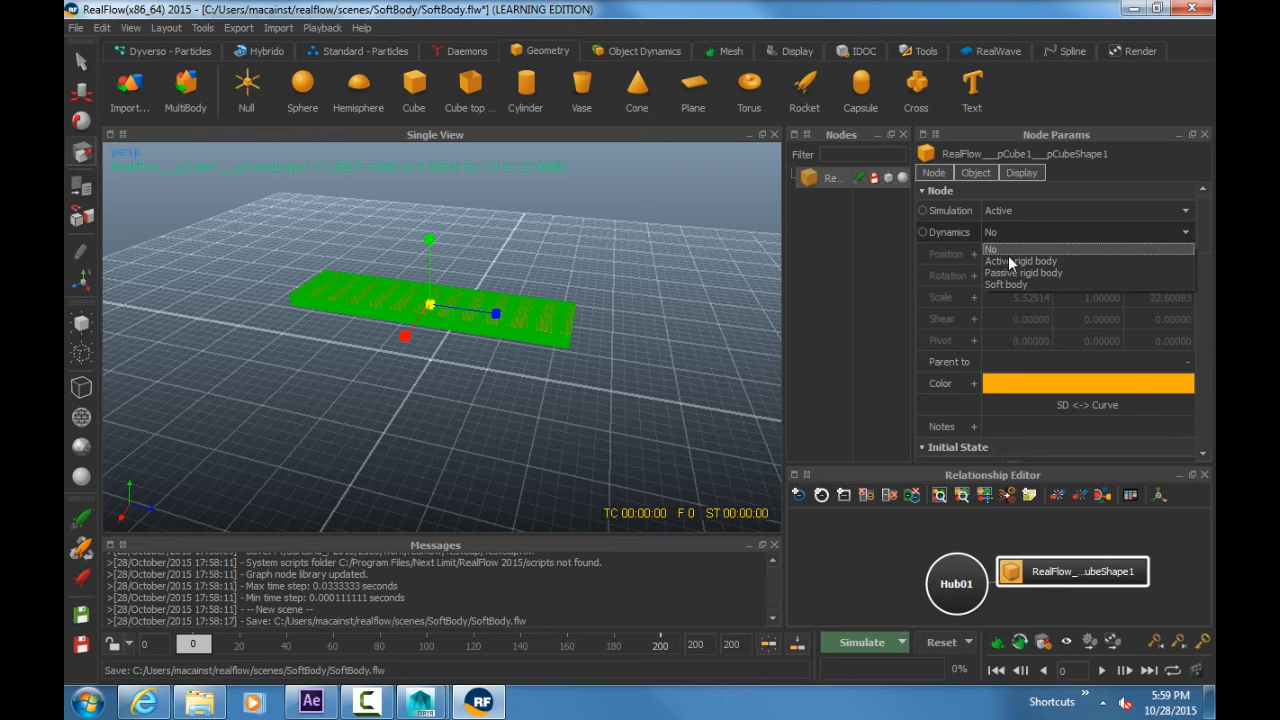 RealFlow(x86_64) 2015 - [C:/Users/macainst/realflow/scenes/SoftBody/SoftBody.flw*] (LEARNING EDITION)
File Edit View Layout Tools Export Import Playback Help
Dyverso - Particles Hybrido Standard - Particles Daemons Geometry Object Dynamics Mesh Display IDOC Tools RealWave Spline Render
Import... MultiBody Null Sphere Hemisphere Cube Cube top ... Cylinder Vase Cone Plane Torus Rocket Capsule Cross Text
Single View
persp
Nodes
Filter
Re...
Node Params
RealFlow___pCube1___pCubeShape1
Node Object Display
Node
Simulation Active
Dynamics No
No
Active rigid body
Passive rigid body
Soft body
Position
Rotation
Scale 5.52514 1.00000 22.60083
Shear 0.00000 0.00000 0.00000
Pivot 0.00000 0.00000 0.00000
Parent to -
Color
SD <-> Curve
Notes
Initial State
TC 00:00:00 F 0 ST 00:00:00
Relationship Editor
Hub01
RealFlow_...ubeShape1
Messages
>[28/October/2015 17:58:11] - System scripts folder C:/Program Files/Next Limit/RealFlow 2015/scripts not found.
>[28/October/2015 17:58:11] - Graph node library updated.
>[28/October/2015 17:58:11] - Max time step: 0.0333333 seconds
>[28/October/2015 17:58:11] - Min time step: 0.000111111 seconds
>[28/October/2015 17:58:11] - -- New scene --
>[28/October/2015 17:58:17] - Save: C:/Users/macainst/realflow/scenes/SoftBody/SoftBody.flw
0 0 20 40 60 80 100 120 140 160 180 200 200 200
Simulate Reset
Save: C:/Users/macainst/realflow/scenes/SoftBody/SoftBody.flw
0% 0
Ae C MAYA RF
Shortcuts » 5:59 PM
10/28/2015